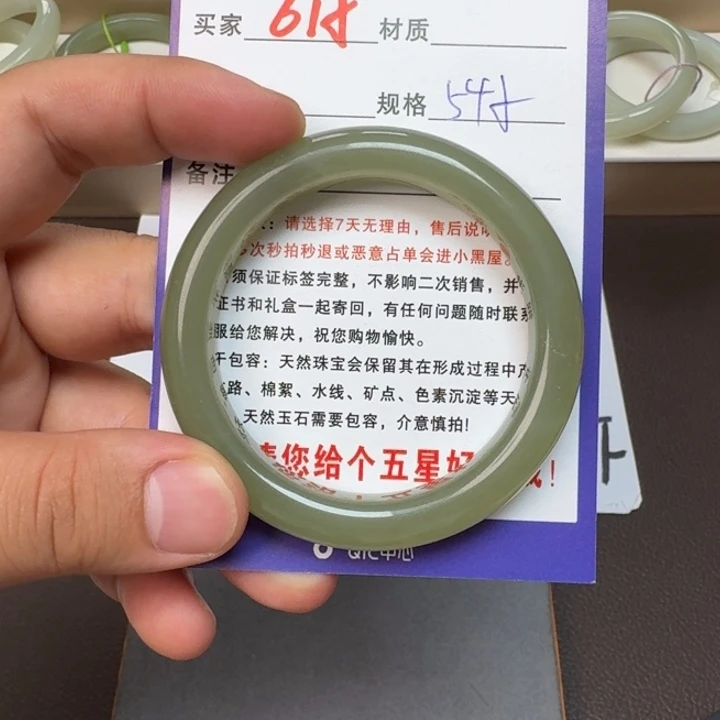 买家 618 材质
规格 54
备注
：请选择7天无理由，售后说
次秒拍秒退或恶意占单会进小黑屋。
须保证标签完整，不影响二次销售，并
证书和礼盒一起寄回，有任何问题随时联系
服给您解决，祝您购物愉快。
包容：天然珠宝会保留其在形成过程中产
路、棉絮、水线、矿点、色素沉淀等天
天然玉石需要包容，介意慎拍!
您给个五星好 !
中心